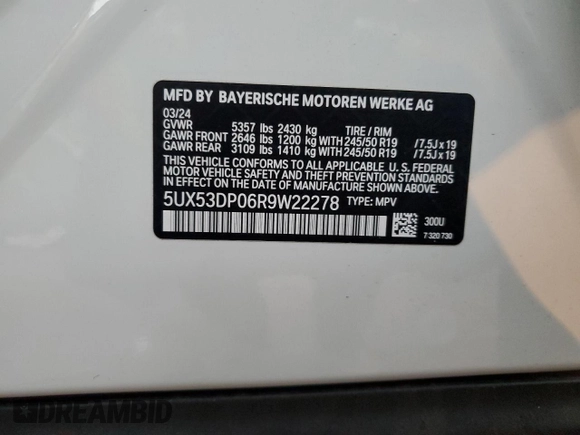 MFD BY BAYERISCHE MOTOREN WERKE AG
03/24
GVWR 5357 lbs 2430 kg TIRE / RIM
GAWR FRONT 2646 lbs 1200 kg WITH 245/50 R19 /7.5J x 19
GAWR REAR 3109 lbs 1410 kg WITH 245/50 R19 /7.5J x 19
THIS VEHICLE CONFORMS TO ALL APPLICABLE U.S. FEDERAL
MOTOR VEHICLE SAFETY, BUMPER, AND THEFT PREVENTION
STANDARDS IN EFFECT ON THE DATE OF MANUFACTURE SHOWN ABOVE.
5UX53DP06R9W22278 TYPE: MPV
300U
7 320 730
DREAMBID